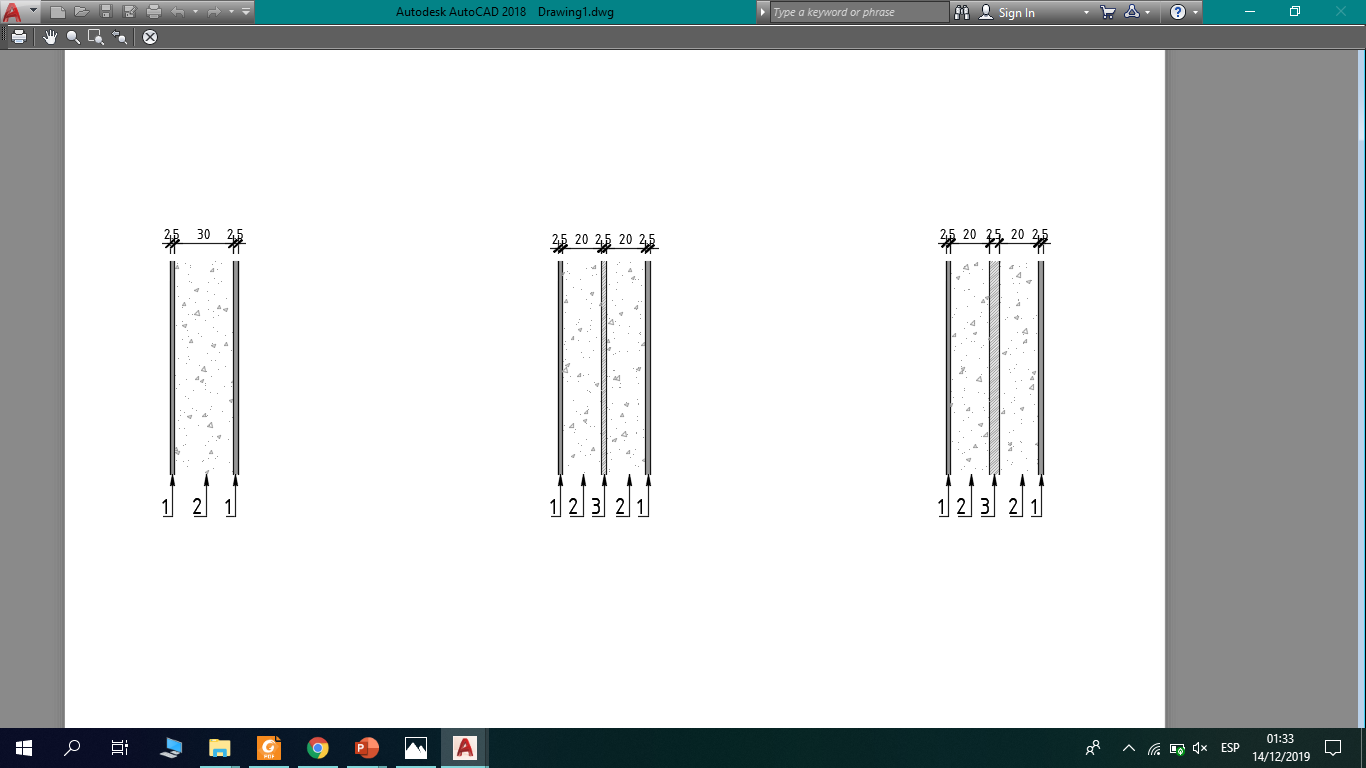 Autodesk AutoCAD 2018 Drawing1.dwg
Type a keyword or phrase
Sign In
2.5 30 2.5
1 2 1
2.5 20 2.5 20 2.5
1 2 3 2 1
2.5 20 2.5 20 2.5
1 2 3 2 1
ESP
01:33
14/12/2019